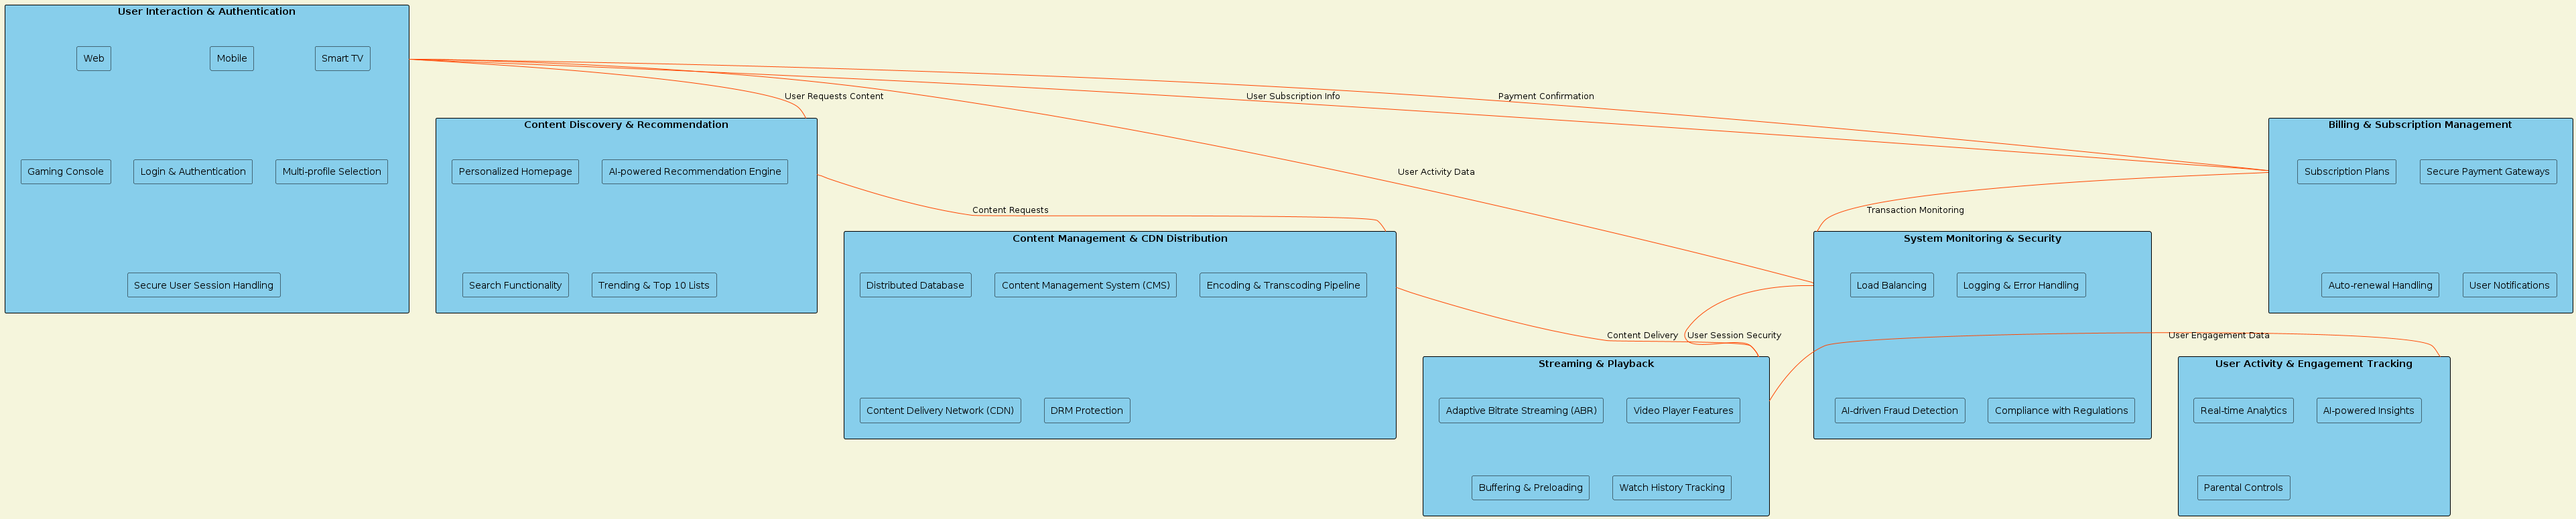 User Interaction & Authentication
Web
Mobile
Smart TV
Gaming Console
Login & Authentication
Multi-profile Selection
Secure User Session Handling
User Requests Content
User Subscription Info
Payment Confirmation
User Activity Data
Content Discovery & Recommendation
Personalized Homepage
AI-powered Recommendation Engine
Search Functionality
Trending & Top 10 Lists
Content Requests
Content Management & CDN Distribution
Distributed Database
Content Management System (CMS)
Encoding & Transcoding Pipeline
Content Delivery Network (CDN)
DRM Protection
Content Delivery
User Session Security
Streaming & Playback
Adaptive Bitrate Streaming (ABR)
Video Player Features
Buffering & Preloading
Watch History Tracking
Transaction Monitoring
System Monitoring & Security
Load Balancing
Logging & Error Handling
AI-driven Fraud Detection
Compliance with Regulations
Billing & Subscription Management
Subscription Plans
Secure Payment Gateways
Auto-renewal Handling
User Notifications
User Engagement Data
User Activity & Engagement Tracking
Real-time Analytics
AI-powered Insights
Parental Controls